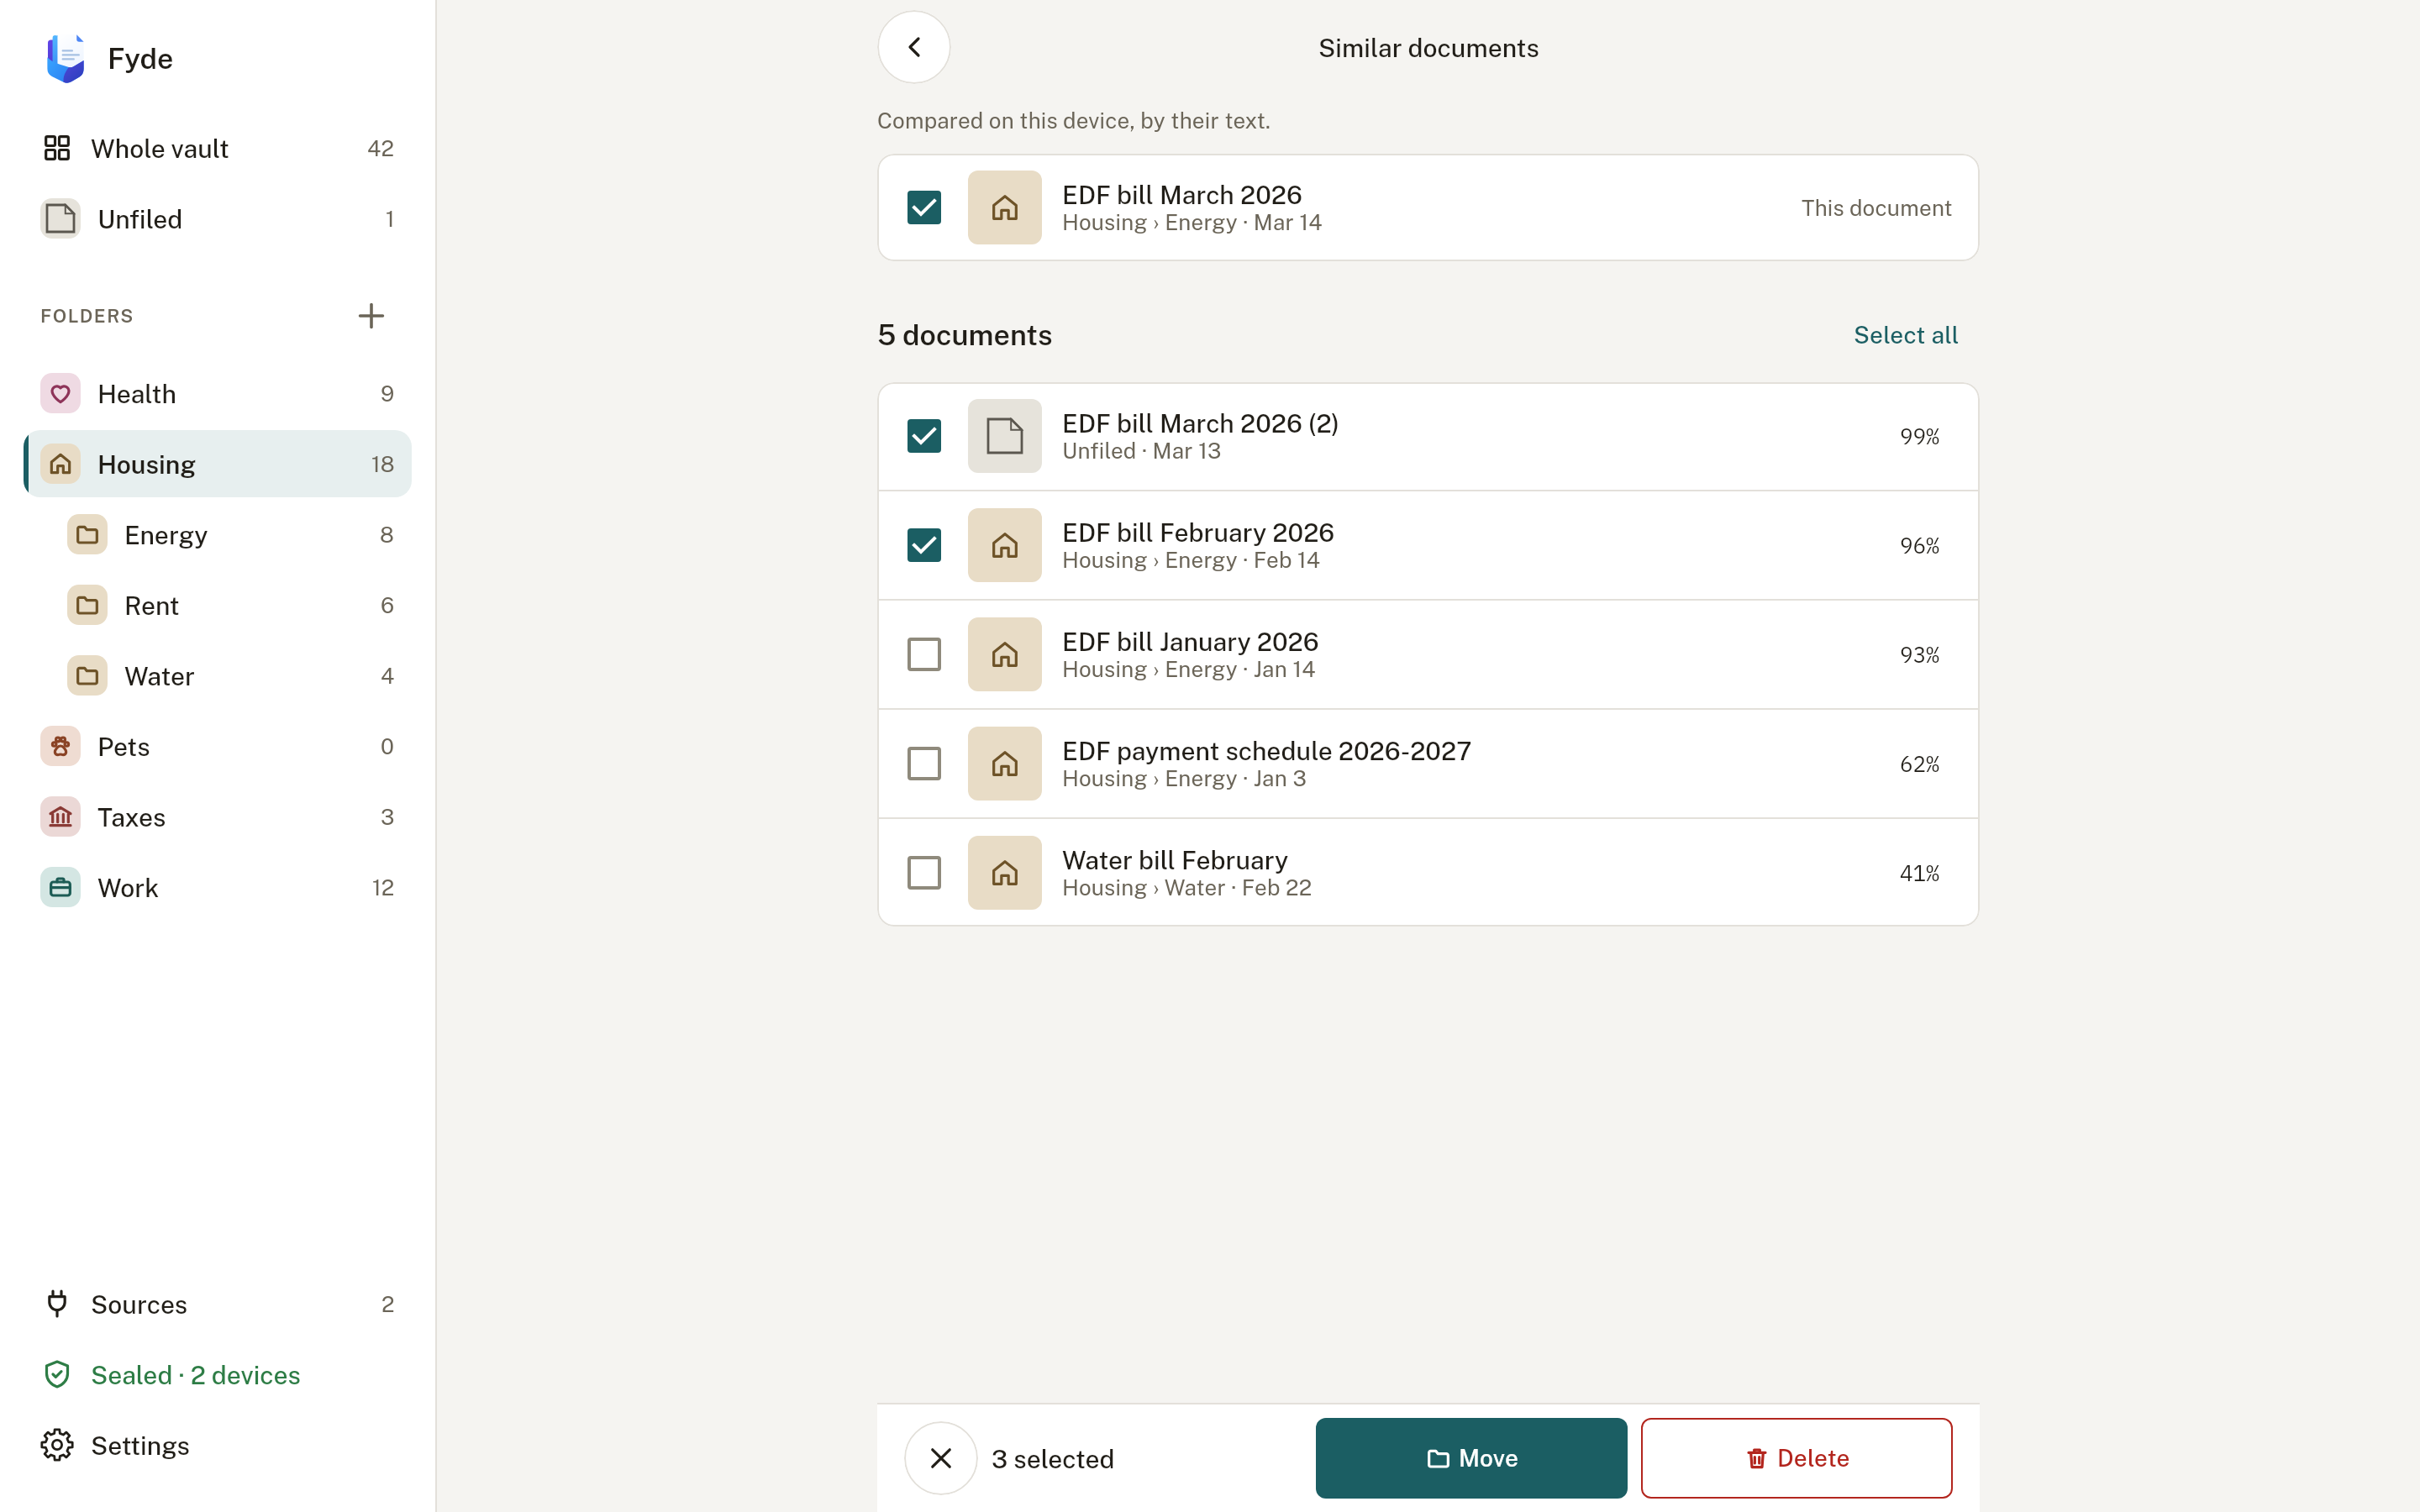 Fyde
Whole vault 42
Unfiled 1
FOLDERS
Health 9
Housing 18
Energy 8
Rent 6
Water 4
Pets 0
Taxes 3
Work 12
Sources 2
Sealed · 2 devices
Settings
Similar documents
Compared on this device, by their text.
EDF bill March 2026
Housing › Energy · Mar 14
This document
5 documents
Select all
EDF bill March 2026 (2)
Unfiled · Mar 13
99%
EDF bill February 2026
Housing › Energy · Feb 14
96%
EDF bill January 2026
Housing › Energy · Jan 14
93%
EDF payment schedule 2026-2027
Housing › Energy · Jan 3
62%
Water bill February
Housing › Water · Feb 22
41%
3 selected
Move
Delete